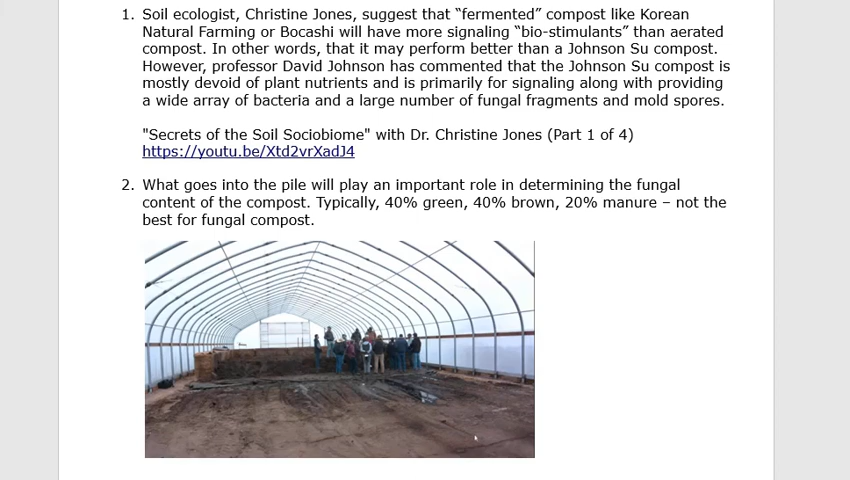 1. Soil ecologist, Christine Jones, suggest that “fermented” compost like Korean
Natural Farming or Bocashi will have more signaling “bio-stimulants” than aerated
compost. In other words, that it may perform better than a Johnson Su compost.
However, professor David Johnson has commented that the Johnson Su compost is
mostly devoid of plant nutrients and is primarily for signaling along with providing
a wide array of bacteria and a large number of fungal fragments and mold spores.
"Secrets of the Soil Sociobiome" with Dr. Christine Jones (Part 1 of 4)
https://youtu.be/Xtd2vrXadJ4
2. What goes into the pile will play an important role in determining the fungal
content of the compost. Typically, 40% green, 40% brown, 20% manure – not the
best for fungal compost.